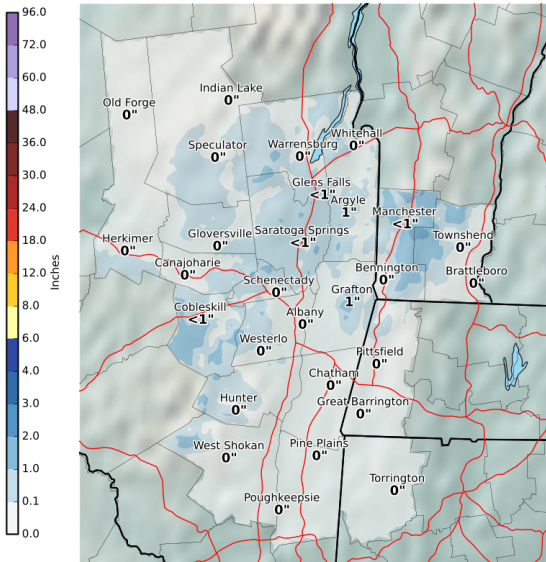 96.0
72.0
60.0
48.0
36.0
30.0
24.0
18.0
12.0
8.0
6.0
4.0
3.0
2.0
1.0
0.1
0.0
Inches
Indian Lake
0"
Old Forge
0"
Whitehall
0"
Speculator
0"
Warrensburg
0"
Glens Falls
<1"
Argyle
1"
Manchester
<1"
Saratoga Springs
<1"
Gloversville
0"
Townshend
0"
Herkimer
0"
Canajoharie
0"
Bennington
0"
Brattleboro
0"
Schenectady
0"
Grafton
1"
Cobleskill
<1"
Albany
0"
Westerlo
0"
Pittsfield
0"
Chatham
0"
Hunter
0"
Great Barrington
0"
West Shokan
0"
Pine Plains
0"
Torrington
0"
Poughkeepsie
0"